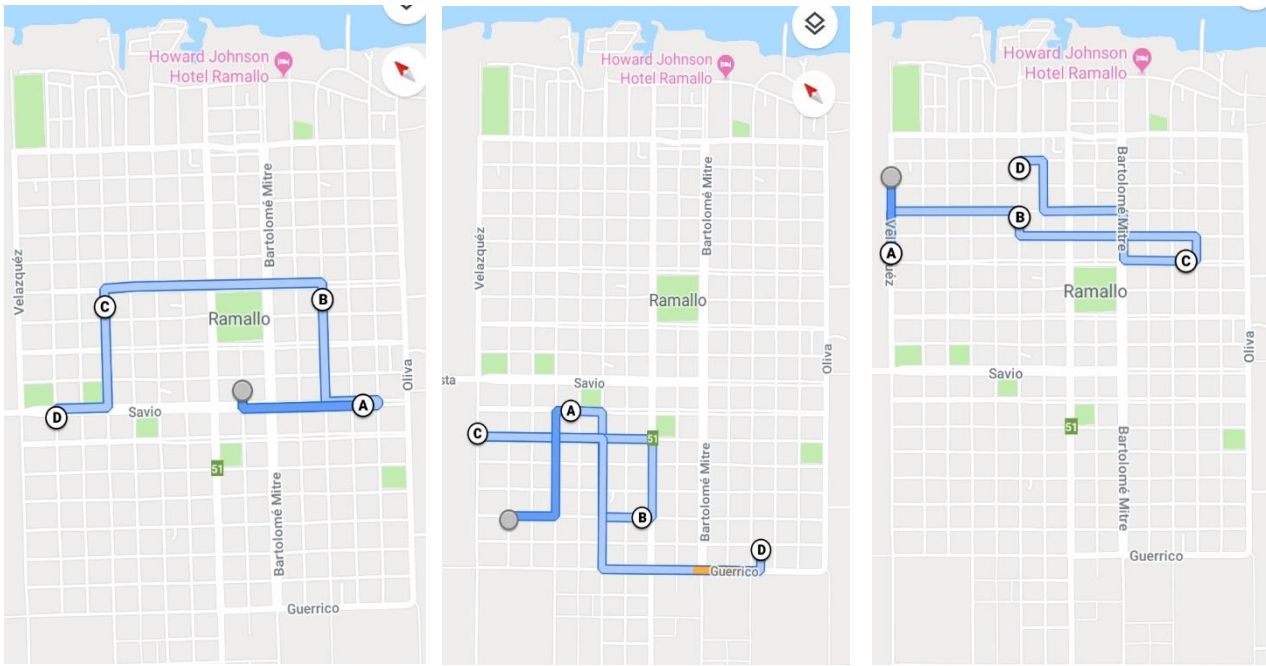 Howard Johnson
Hotel Ramallo
Bartolomé Mitre
Velazquéz
C
B
Ramallo
Oliva
A
D
Savio
51
Bartolomé Mitre
Guerrico
Howard Johnson
Hotel Ramallo
Bartolomé Mitre
Velazquéz
Ramallo
sta
Savio
Oliva
A
C
51
Bartolomé Mitre
B
D
Guerrico
Howard Johnson
Hotel Ramallo
Bartolomé Mitre
D
B
A
C
Ramallo
Oliva
Savio
51
Bartolomé Mitre
Guerrico